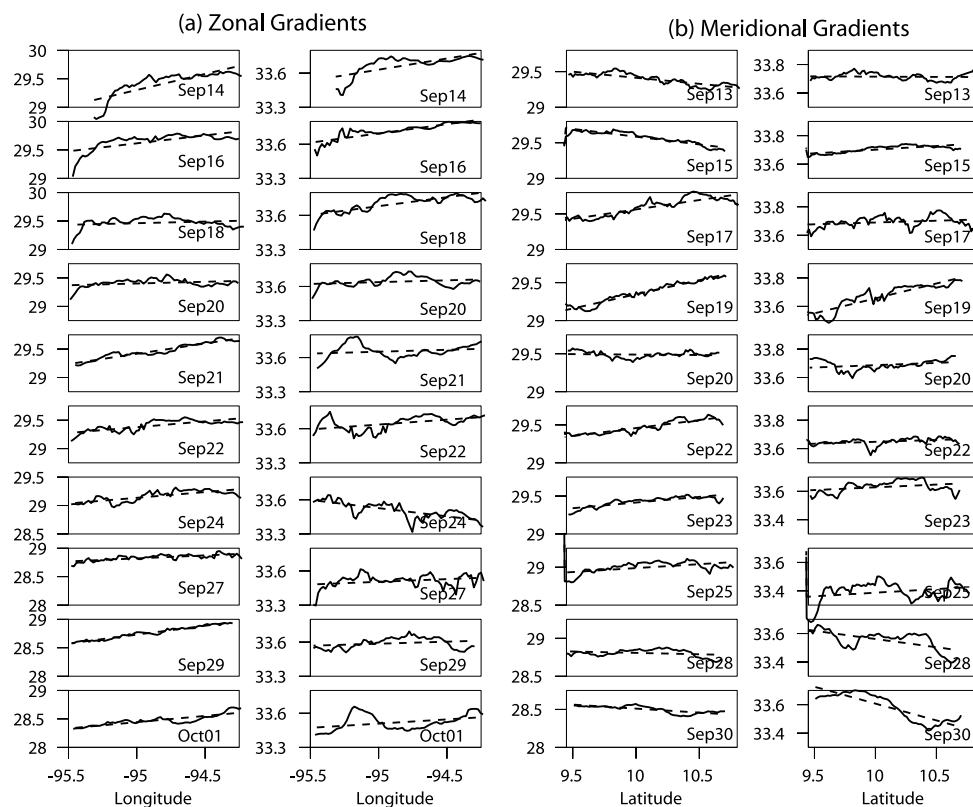 (a) Zonal Gradients
(b) Meridional Gradients
30
29.5
29
Sep14
33.6
33.3
Sep14
29.5
29
Sep13
33.8
33.6
Sep13
30
29.5
29
Sep16
33.6
33.3
Sep16
29.5
29
Sep15
33.8
33.6
Sep15
30
29.5
29
Sep18
33.6
33.3
Sep18
29.5
29
Sep17
33.8
33.6
Sep17
29.5
29
Sep20
33.6
33.3
Sep20
29.5
29
Sep19
33.8
33.6
Sep19
29.5
29
Sep21
33.6
33.3
Sep21
29.5
29
Sep20
33.8
33.6
Sep20
29.5
29
Sep22
33.6
33.3
Sep22
29.5
29
Sep22
33.8
33.6
Sep22
29.5
29
28.5
Sep24
33.6
33.3
Sep24
29.5
29
Sep23
33.6
33.4
Sep23
29
28.5
28
Sep27
33.6
33.3
Sep27
29
28.5
Sep25
33.6
33.4
Sep25
29
28.5
Sep29
33.6
33.3
Sep29
29
28.5
Sep28
33.6
33.4
Sep28
29
28.5
28
Oct01
33.6
33.3
Oct01
28.5
28
Sep30
33.6
33.4
Sep30
-95.5 -95 -94.5
-95.5 -95 -94.5
9.5 10 10.5
9.5 10 10.5
Longitude
Longitude
Latitude
Latitude